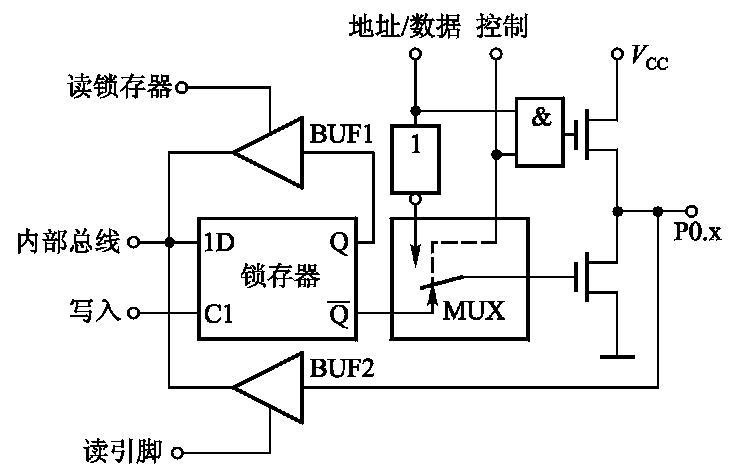 地址/数据 控制
V_CC
读锁存器
BUF1
&
1
P0.x
内部总线
1D
Q
锁存器
写入
C1
Q̅
MUX
BUF2
读引脚